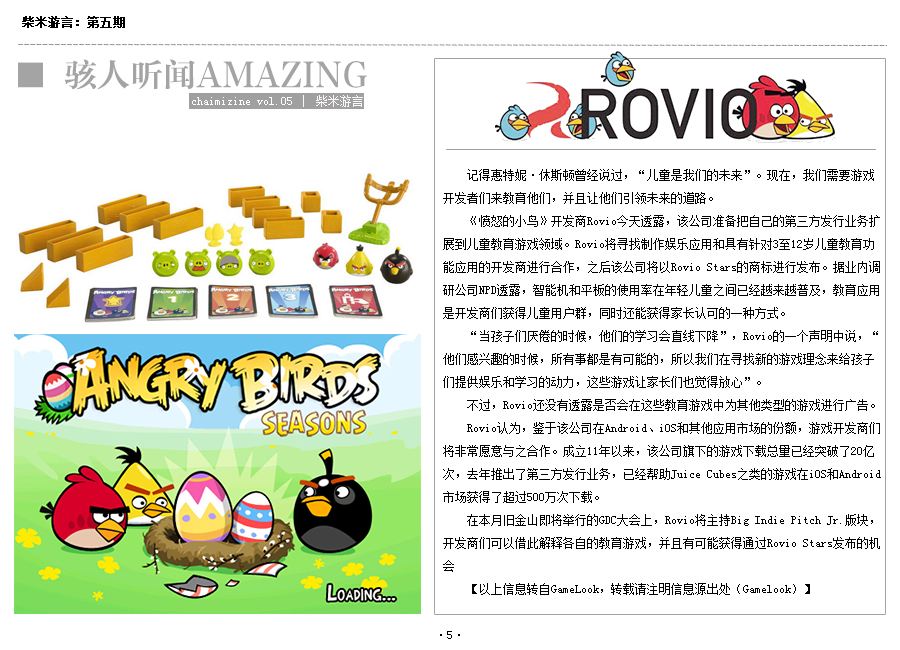 柴米游言：第五期
骇人听闻AMAZING
chaimizine vol.05 | 柴米游言
ANGRY BIRDS
SEASONS
LOADING...
ROVIO
记得惠特妮·休斯顿曾经说过，“儿童是我们的未来”。现在，我们需要游戏
开发者们来教育他们，并且让他们引领未来的道路。
《愤怒的小鸟》开发商Rovio今天透露，该公司准备把自己的第三方发行业务扩
展到儿童教育游戏领域。Rovio将寻找制作娱乐应用和具有针对3至12岁儿童教育功
能应用的开发商进行合作，之后该公司将以Rovio Stars的商标进行发布。据业内调
研公司NPD透露，智能机和平板的使用率在年轻儿童之间已经越来越普及，教育应用
是开发商们获得儿童用户群，同时还能获得家长认可的一种方式。
“当孩子们厌倦的时候，他们的学习会直线下降”，Rovio的一个声明中说，“
他们感兴趣的时候，所有事都是有可能的，所以我们在寻找新的游戏理念来给孩子
们提供娱乐和学习的动力，这些游戏让家长们也觉得放心”。
不过，Rovio还没有透露是否会在这些教育游戏中为其他类型的游戏进行广告。
Rovio认为，鉴于该公司在Android、iOS和其他应用市场的份额，游戏开发商们
将非常愿意与之合作。成立11年以来，该公司旗下的游戏下载总量已经突破了20亿
次，去年推出了第三方发行业务，已经帮助Juice Cubes之类的游戏在iOS和Android
市场获得了超过500万次下载。
在本月旧金山即将举行的GDC大会上，Rovio将主持Big Indie Pitch Jr.版块，
开发商们可以借此解释各自的教育游戏，并且有可能获得通过Rovio Stars发布的机
会
【以上信息转自GameLook，转载请注明信息源出处（Gamelook）】
·5·